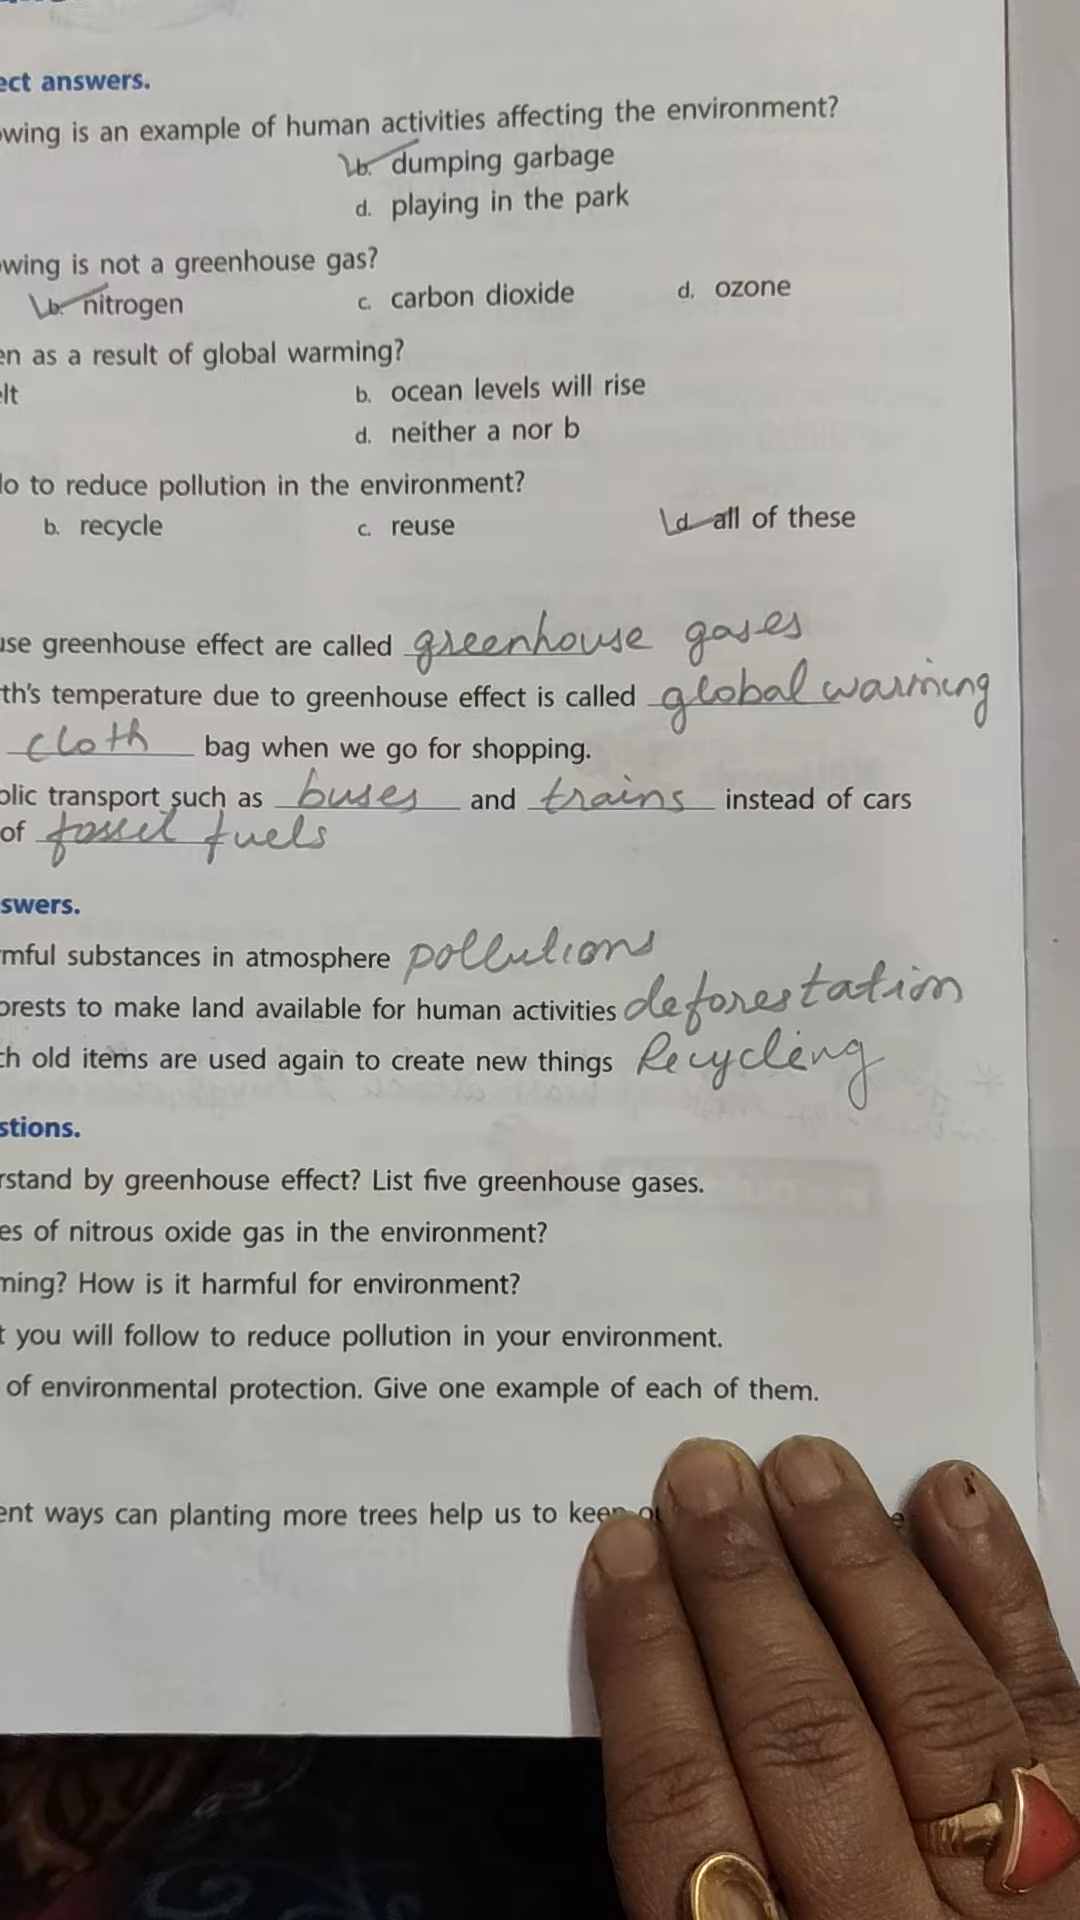 ect answers.
owing is an example of human activities affecting the environment?
b. dumping garbage
d. playing in the park
owing is not a greenhouse gas?
b. nitrogen c. carbon dioxide d. ozone
en as a result of global warming?
elt b. ocean levels will rise
d. neither a nor b
do to reduce pollution in the environment?
b. recycle c. reuse d. all of these
use greenhouse effect are called greenhouse gases
th's temperature due to greenhouse effect is called global warming
cloth bag when we go for shopping.
blic transport such as buses and trains instead of cars
of fossil fuels
swers.
mful substances in atmosphere pollutions
orests to make land available for human activities deforestation
ch old items are used again to create new things Recycling
stions.
rstand by greenhouse effect? List five greenhouse gases.
es of nitrous oxide gas in the environment?
ming? How is it harmful for environment?
t you will follow to reduce pollution in your environment.
of environmental protection. Give one example of each of them.
ent ways can planting more trees help us to keep